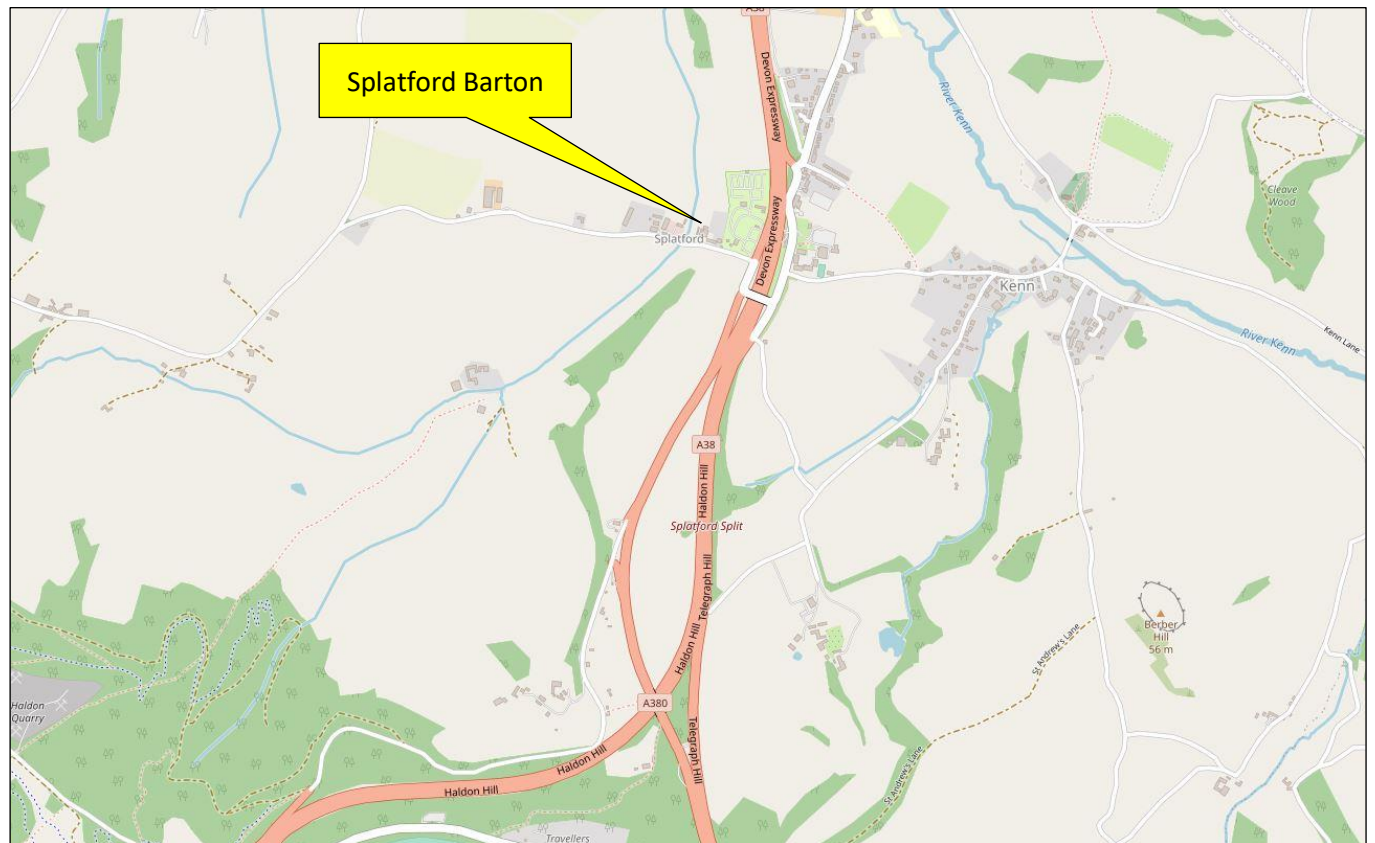 A38
Splatford Barton
Devon Expressway
River Kenn
Cleave
Wood
Devon Expressway
Splatford
Kenn
River Kenn
Kenn Lane
A38
Haldon Hill
Splatford Split
Telegraph Hill
Berber
Hill
56 m
St Andrew's Lane
Haldon Hill
Haldon
Quarry
A380
Telegraph Hill
Haldon Hill
St Andrew's Lane
Haldon Hill
Travellers